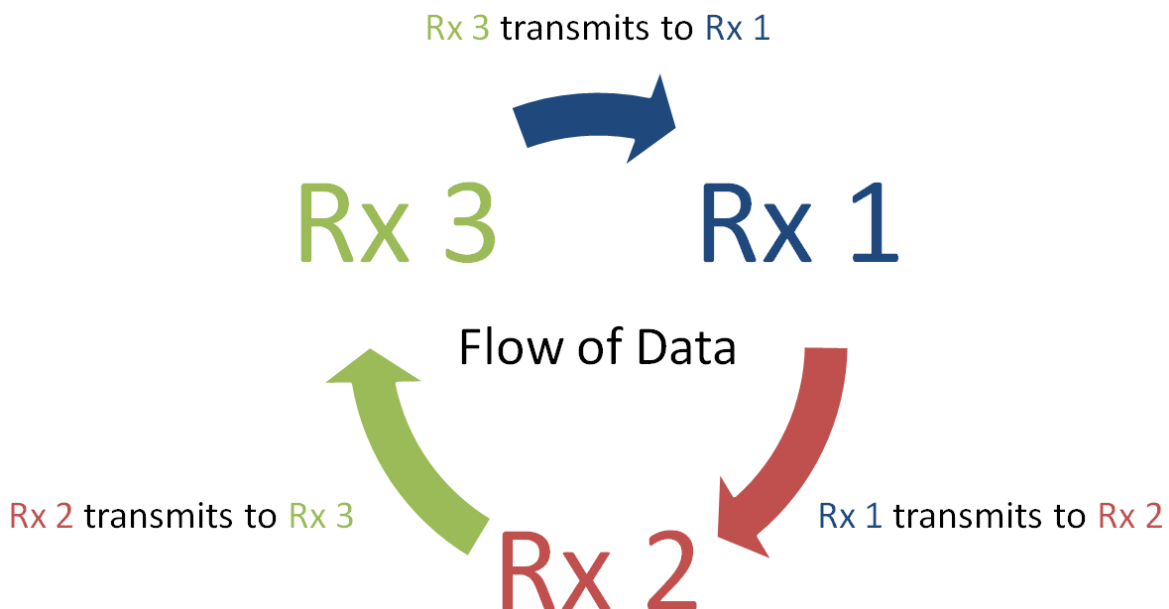 Rx 3 transmits to Rx 1
Rx 3
Rx 1
Flow of Data
Rx 2 transmits to Rx 3
Rx 1 transmits to Rx 2
Rx 2